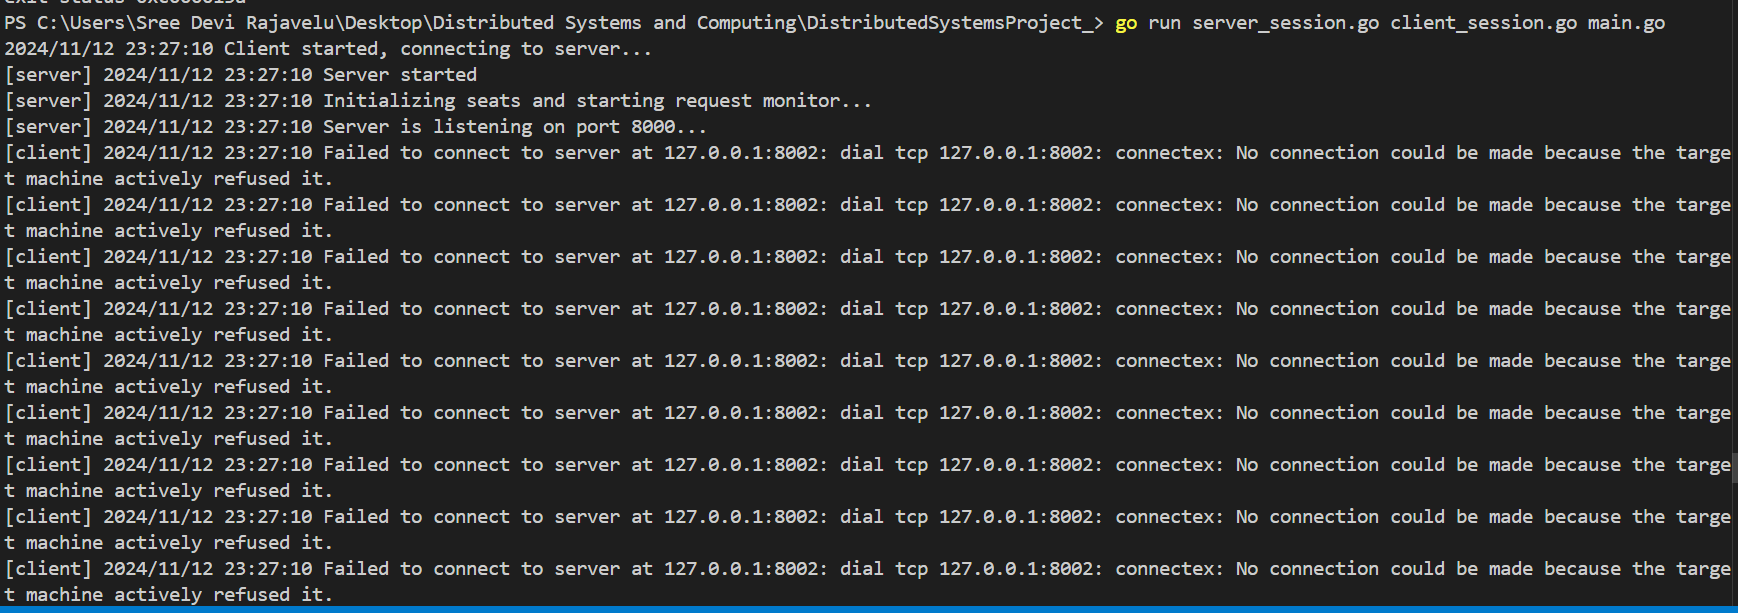 exit status 0xc000013a
PS C:\Users\Sree Devi Rajavelu\Desktop\Distributed Systems and Computing\DistributedSystemsProject_> go run server_session.go client_session.go main.go
2024/11/12 23:27:10 Client started, connecting to server...
[server] 2024/11/12 23:27:10 Server started
[server] 2024/11/12 23:27:10 Initializing seats and starting request monitor...
[server] 2024/11/12 23:27:10 Server is listening on port 8000...
[client] 2024/11/12 23:27:10 Failed to connect to server at 127.0.0.1:8002: dial tcp 127.0.0.1:8002: connectex: No connection could be made because the targe
t machine actively refused it.
[client] 2024/11/12 23:27:10 Failed to connect to server at 127.0.0.1:8002: dial tcp 127.0.0.1:8002: connectex: No connection could be made because the targe
t machine actively refused it.
[client] 2024/11/12 23:27:10 Failed to connect to server at 127.0.0.1:8002: dial tcp 127.0.0.1:8002: connectex: No connection could be made because the targe
t machine actively refused it.
[client] 2024/11/12 23:27:10 Failed to connect to server at 127.0.0.1:8002: dial tcp 127.0.0.1:8002: connectex: No connection could be made because the targe
t machine actively refused it.
[client] 2024/11/12 23:27:10 Failed to connect to server at 127.0.0.1:8002: dial tcp 127.0.0.1:8002: connectex: No connection could be made because the targe
t machine actively refused it.
[client] 2024/11/12 23:27:10 Failed to connect to server at 127.0.0.1:8002: dial tcp 127.0.0.1:8002: connectex: No connection could be made because the targe
t machine actively refused it.
[client] 2024/11/12 23:27:10 Failed to connect to server at 127.0.0.1:8002: dial tcp 127.0.0.1:8002: connectex: No connection could be made because the targe
t machine actively refused it.
[client] 2024/11/12 23:27:10 Failed to connect to server at 127.0.0.1:8002: dial tcp 127.0.0.1:8002: connectex: No connection could be made because the targe
t machine actively refused it.
[client] 2024/11/12 23:27:10 Failed to connect to server at 127.0.0.1:8002: dial tcp 127.0.0.1:8002: connectex: No connection could be made because the targe
t machine actively refused it.